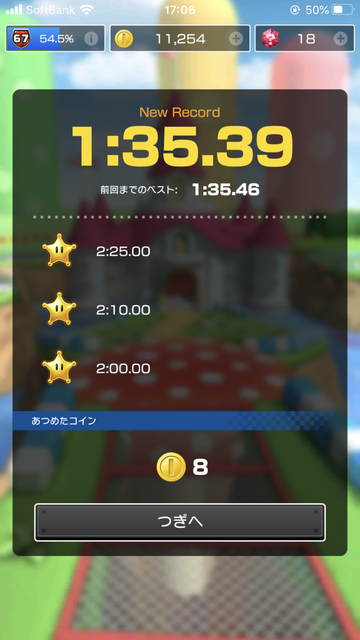 SoftBank 17:06 50%
67 54.5% i 11,254 + 18 +
New Record
1:35.39
前回までのベスト: 1:35.46
2:25.00
2:10.00
2:00.00
あつめたコイン
8
つぎへ